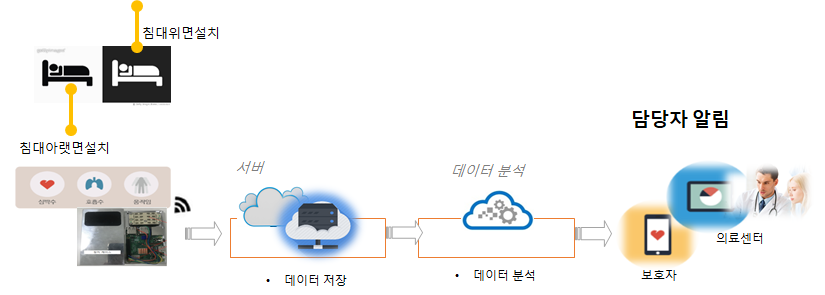 침대위면설치
gettyimages
침대아랫면설치
심박수 호흡수 움직임
서버
• 데이터 저장
데이터 분석
• 데이터 분석
담당자 알림
보호자
의료센터